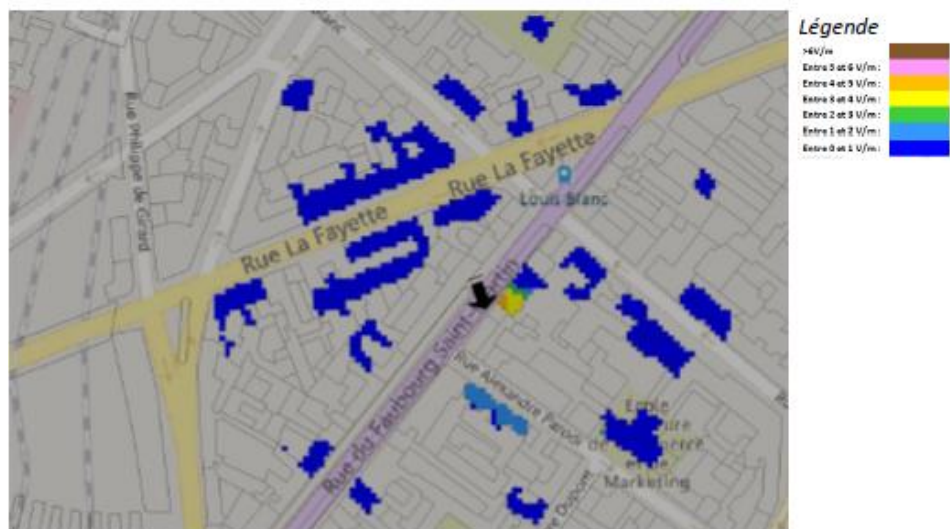 Légende
>6V/m
Entre 5 et 6 V/m :
Entre 4 et 5 V/m :
Entre 3 et 4 V/m :
Entre 2 et 3 V/m :
Entre 1 et 2 V/m :
Entre 0 et 1 V/m :
Rue Philippe de Girard
Rue La Fayette
Rue La Fayette
Louis Blanc
Rue du Faubourg Saint-
Rue Alexandre Parodi
Marketing